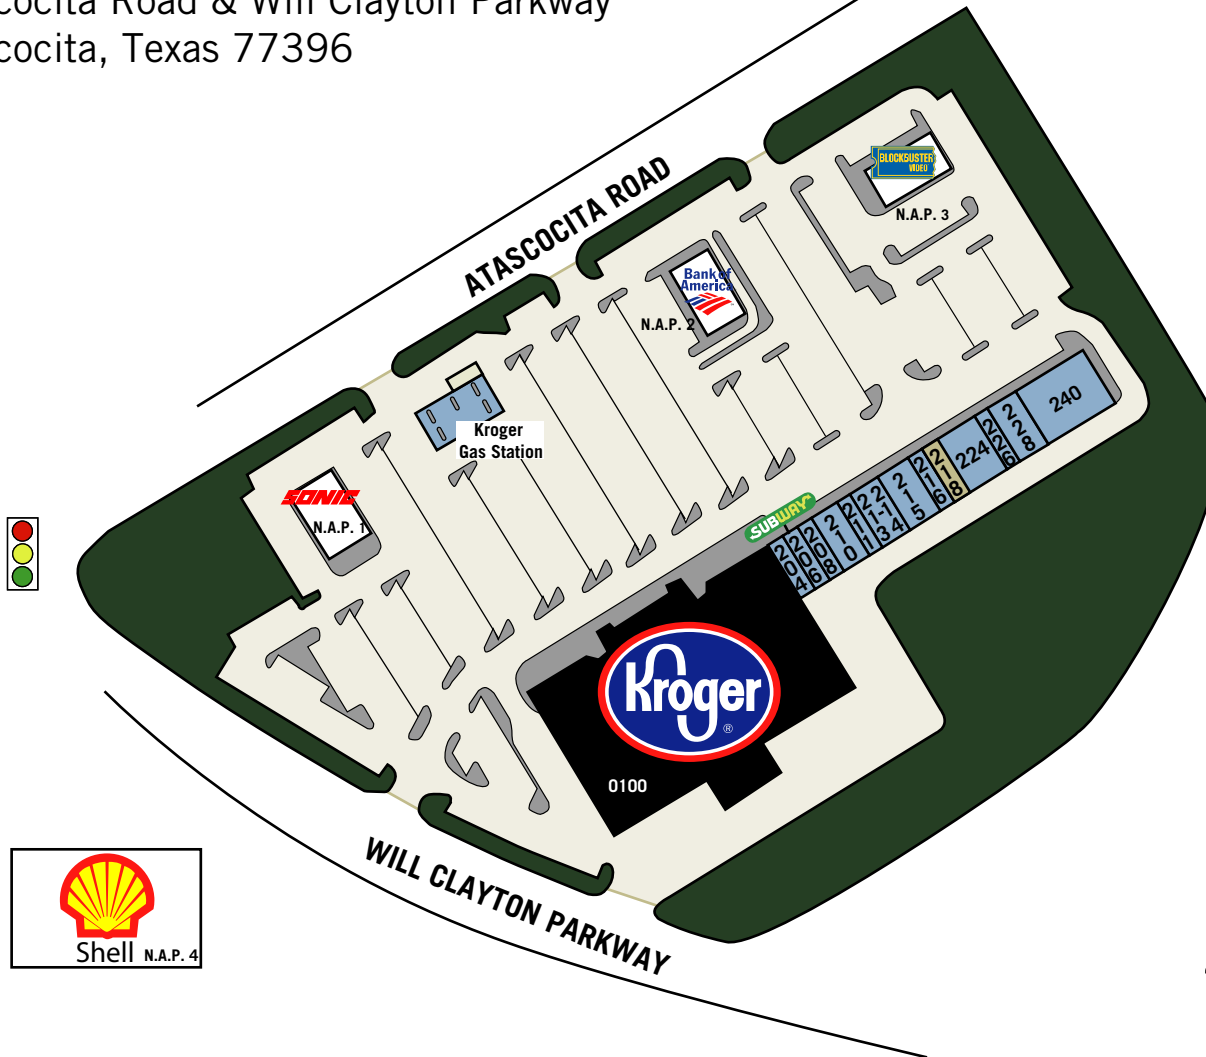 cocita Road & Will Clayton Parkway
cocita, Texas 77396
ATASCOCITA ROAD
BLOCKBUSTER
VIDEO
N.A.P. 3
Bank of
America
N.A.P. 2
Kroger
Gas Station
SONIC
N.A.P. 1
240
228
226
224
218
216
215
211-4
213
211
210
208
206
204
SUBWAY
Kroger
®
0100
WILL CLAYTON PARKWAY
Shell N.A.P. 4